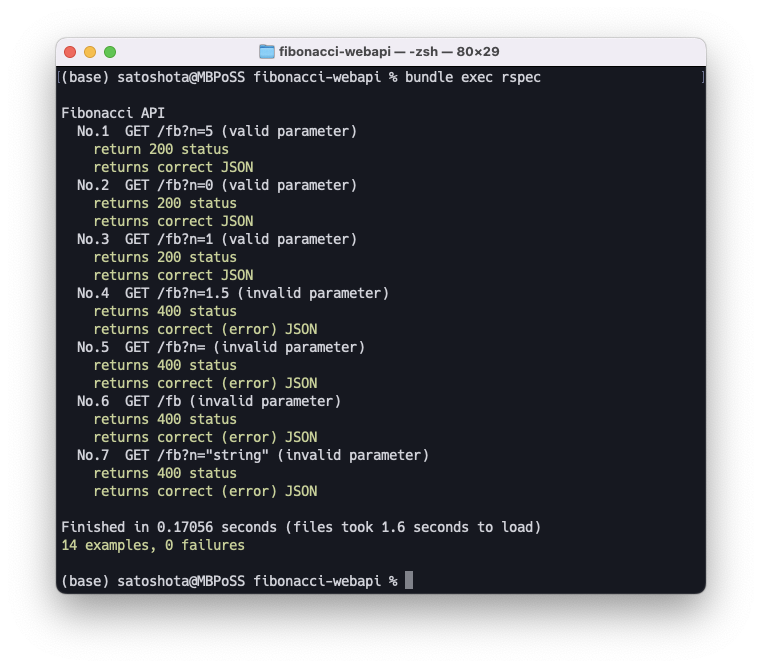 fibonacci-webapi — -zsh — 80×29
[(base) satoshota@MBPoSS fibonacci-webapi % bundle exec rspec ]
Fibonacci API
No.1 GET /fb?n=5 (valid parameter)
return 200 status
returns correct JSON
No.2 GET /fb?n=0 (valid parameter)
returns 200 status
returns correct JSON
No.3 GET /fb?n=1 (valid parameter)
returns 200 status
returns correct JSON
No.4 GET /fb?n=1.5 (invalid parameter)
returns 400 status
returns correct (error) JSON
No.5 GET /fb?n= (invalid parameter)
returns 400 status
returns correct (error) JSON
No.6 GET /fb (invalid parameter)
returns 400 status
returns correct (error) JSON
No.7 GET /fb?n="string" (invalid parameter)
returns 400 status
returns correct (error) JSON
Finished in 0.17056 seconds (files took 1.6 seconds to load)
14 examples, 0 failures
(base) satoshota@MBPoSS fibonacci-webapi %